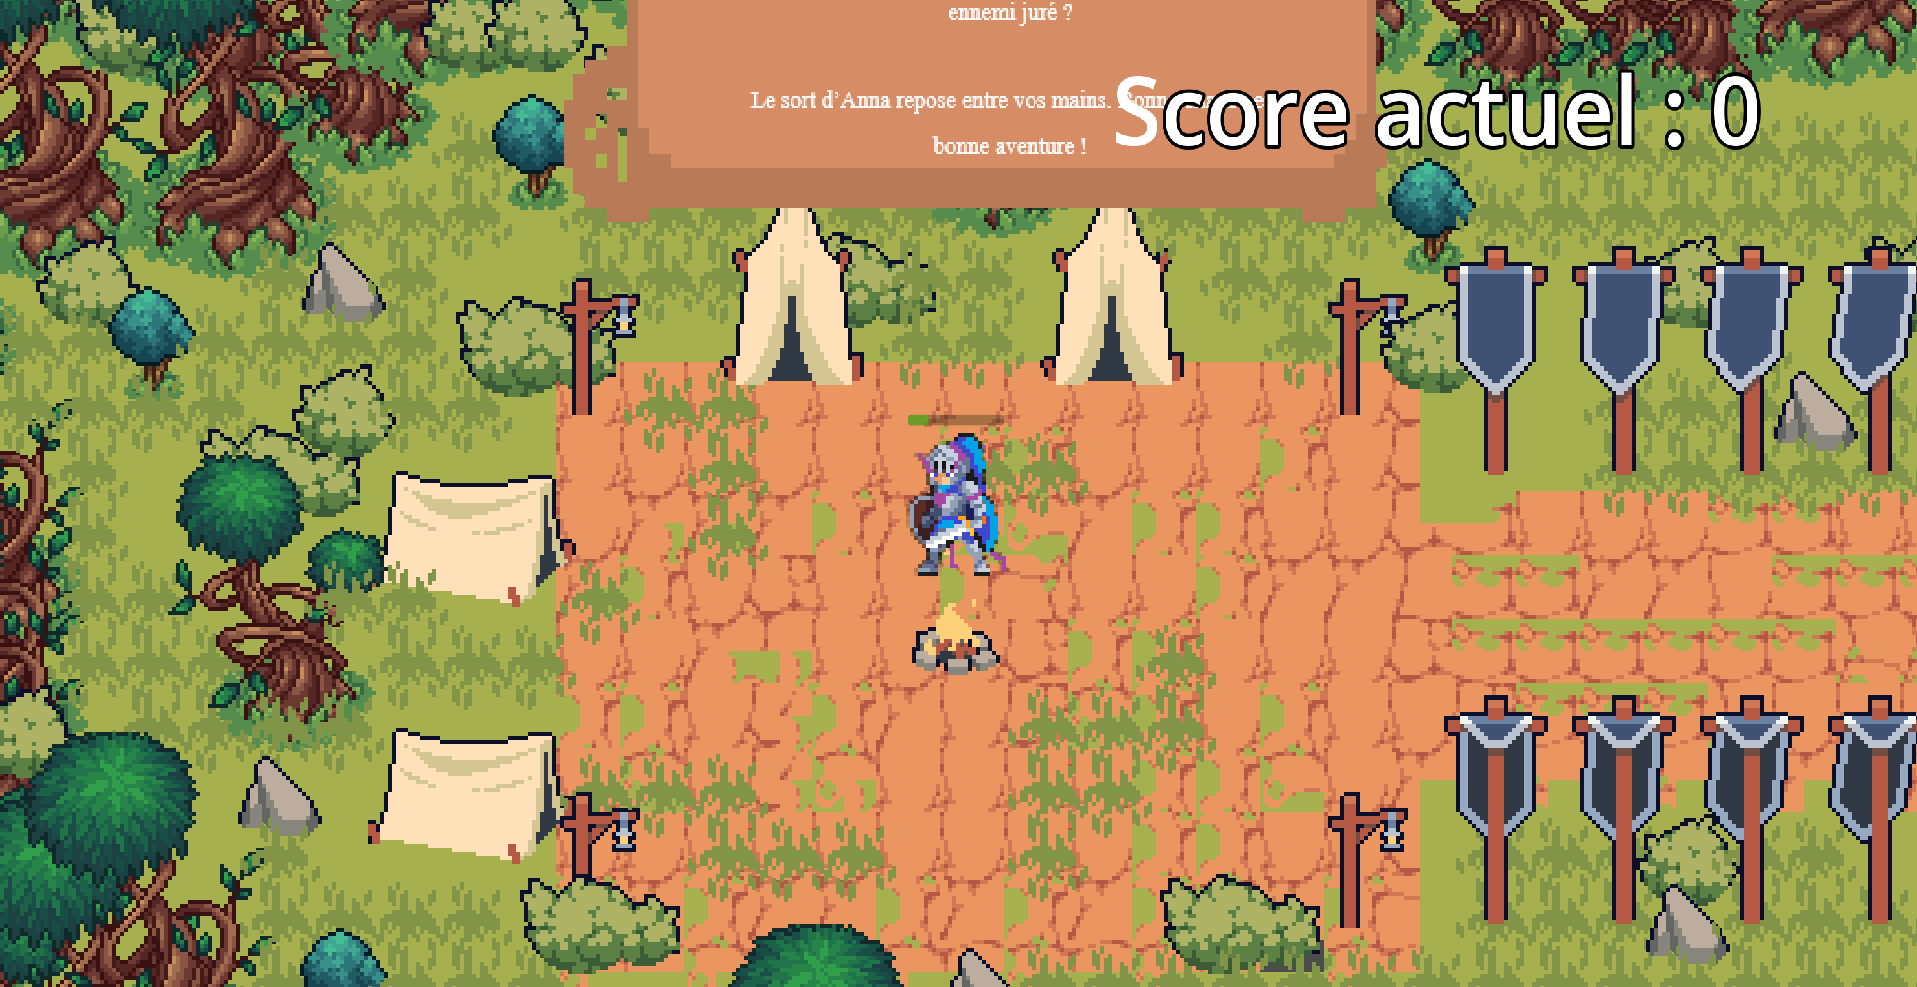 ennemi juré ?
Le sort d'Anna repose entre vos mains.
bonne aventure !
Score actuel : 0